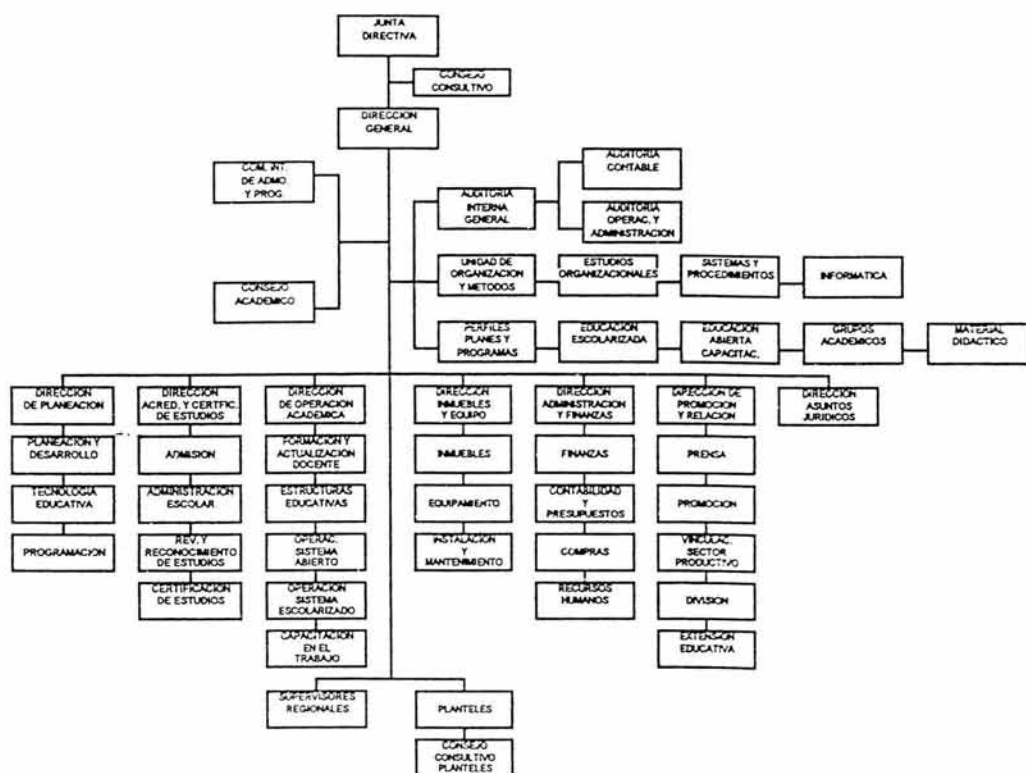 JUNTA
DIRECTIVA
CONSEJO
CONSULTIVO
DIRECCION
GENERAL
COM. INT.
DE ADMO.
Y PROG.
CONSEJO
ACADEMICO
AUDITORIA
INTERNA
GENERAL
AUDITORIA
CONTABLE
AUDITORIA
OPERAC. Y
ADMINISTRACION
UNIDAD DE
ORGANIZACION
Y METODOS
ESTUDIOS
ORGANIZACIONALES
SISTEMAS Y
PROCEDIMIENTOS
INFORMATICA
PERFILES
PLANES Y
PROGRAMAS
EDUCACION
ESCOLARIZADA
EDUCACION
ABIERTA
CAPACITAC.
GRUPOS
ACADEMICOS
MATERIAL
DIDACTICO
DIRECCION
DE PLANEACION
PLANEACION Y
DESARROLLO
TECNOLOGIA
EDUCATIVA
PROGRAMACION
DIRECCION
ACRED. Y CERTFIC.
DE ESTUDIOS
ADMISION
ADMINISTRACION
ESCOLAR
REV. Y
RECONOCIMIENTO
DE ESTUDIOS
CERTIFICACION
DE ESTUDIOS
DIRECCION
DE OPERACION
ACADEMICA
FORMACION Y
ACTUALIZACION
DOCENTE
ESTRUCTURAS
EDUCATIVAS
OPERAC.
SISTEMA
ABIERTO
OPERACION
SISTEMA
ESCOLARIZADO
CAPACITACION
EN EL
TRABAJO
DIRECCION
INMUEBLES
Y EQUIPO
INMUEBLES
EQUIPAMIENTO
INSTALACION
Y
MANTENIMIENTO
DIRECCION
ADMINISTRACION
Y FINANZAS
FINANZAS
CONTABILIDAD
Y
PRESUPUESTOS
COMPRAS
RECURSOS
HUMANOS
DIRECCION DE
PROMOCION
Y RELACION
PRENSA
PROMOCION
VINCULAC.
SECTOR
PRODUCTIVO
DIVISION
EXTENSION
EDUCATIVA
DIRECCION
ASUNTOS
JURIDICOS
SUPERVISORES
REGIONALES
PLANTELES
CONSEJO
CONSULTIVO
PLANTELES